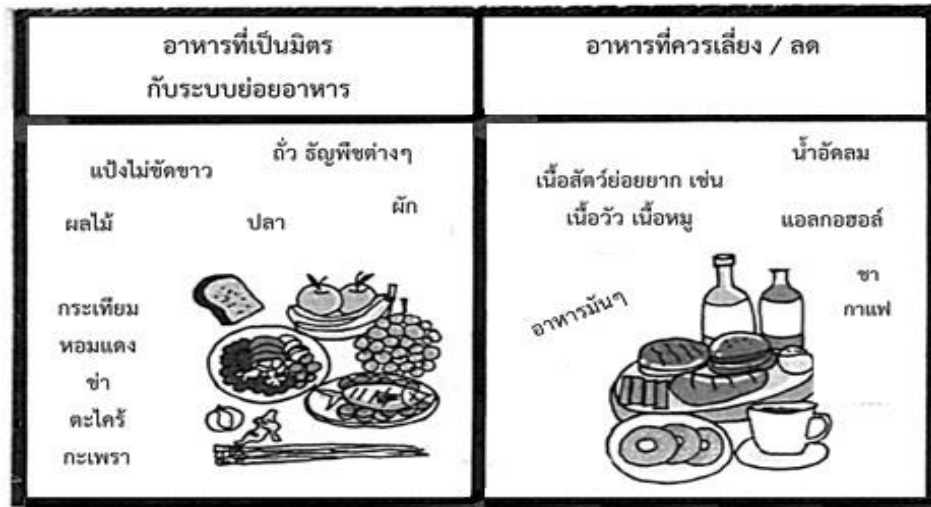 อาหารที่เป็นมิตร
กับระบบย่อยอาหาร
อาหารที่ควรเลี่ยง / ลด
แป้งไม่ขัดขาว
ถั่ว ธัญพืชต่างๆ
ผลไม้
ปลา
ผัก
กระเทียม
หอมแดง
ข่า
ตะไคร้
กะเพรา
น้ำอัดลม
เนื้อสัตว์ย่อยยาก เช่น
เนื้อวัว เนื้อหมู
แอลกอฮอล์
ชา
กาแฟ
อาหารมันๆ